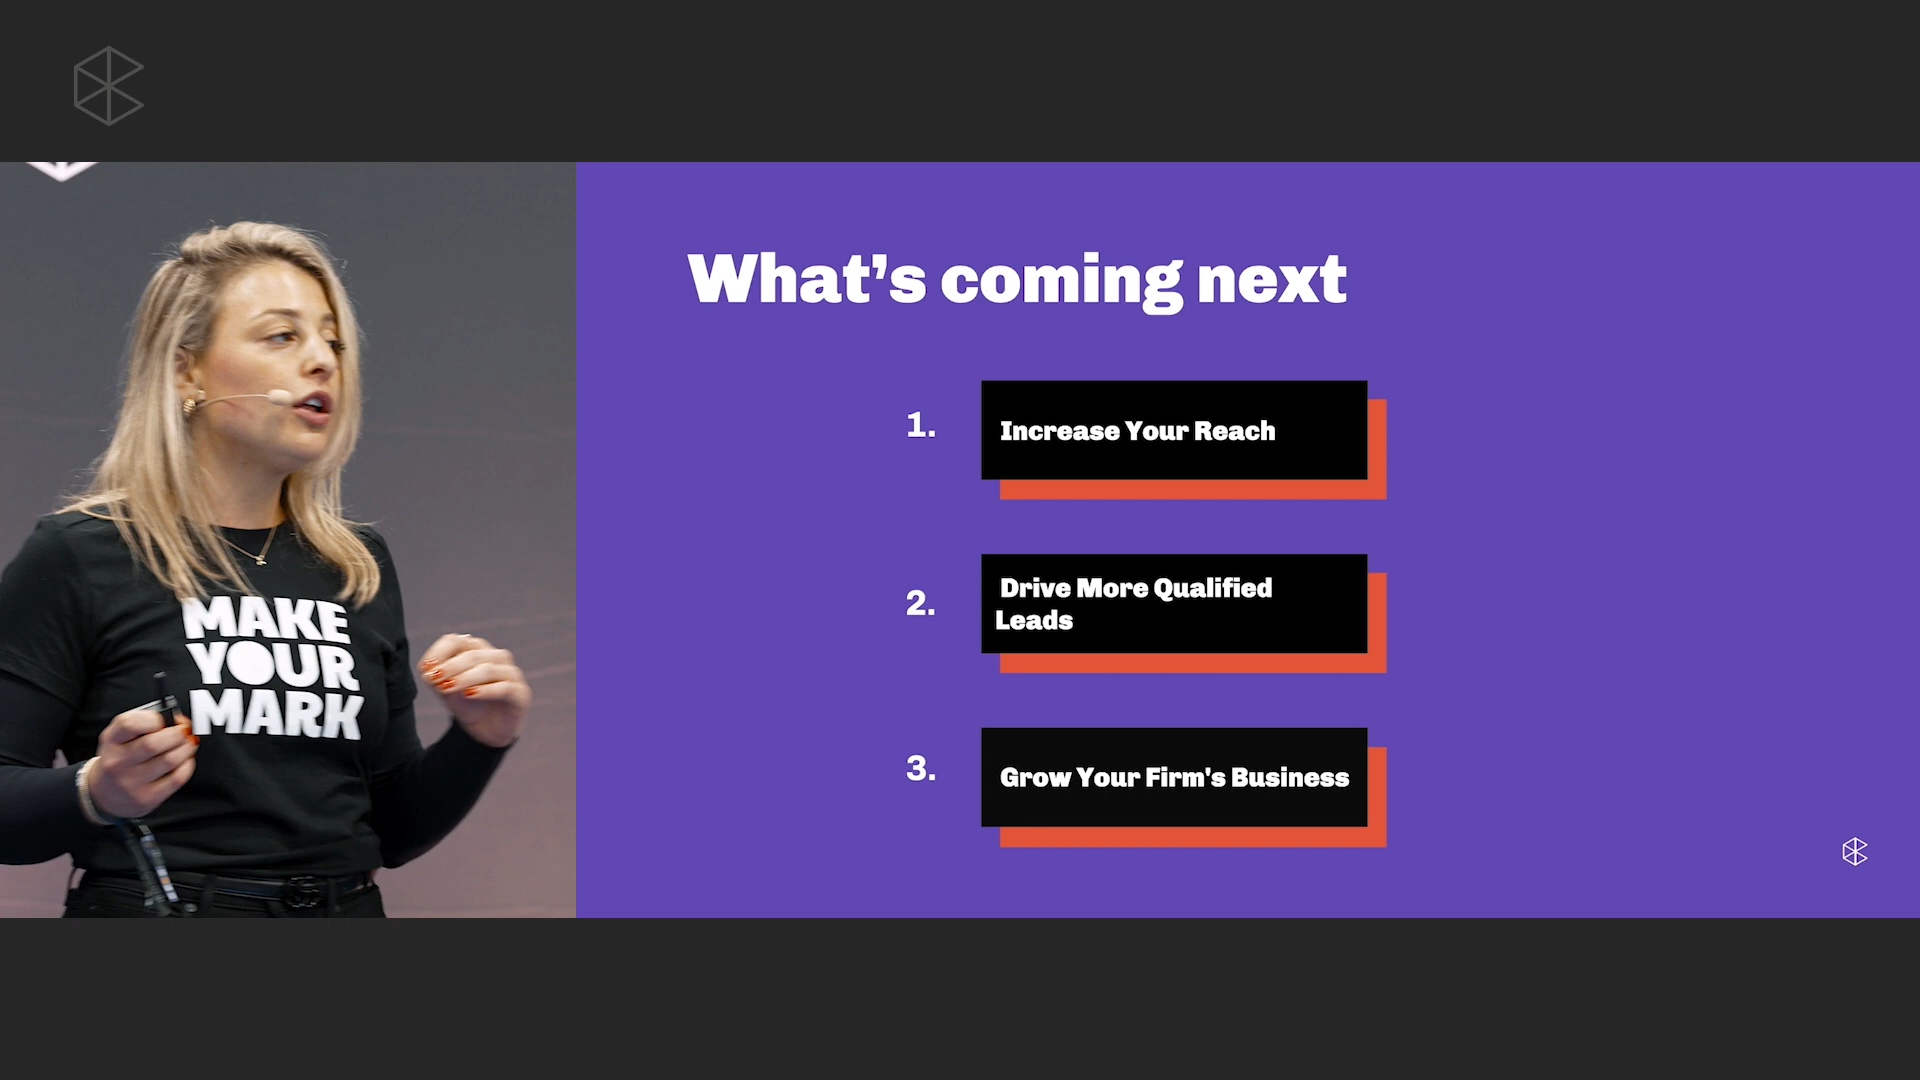 What's coming next
1.
Increase Your Reach
2.
Drive More Qualified
Leads
3.
Grow Your Firm's Business
MAKE
YOUR
MARK